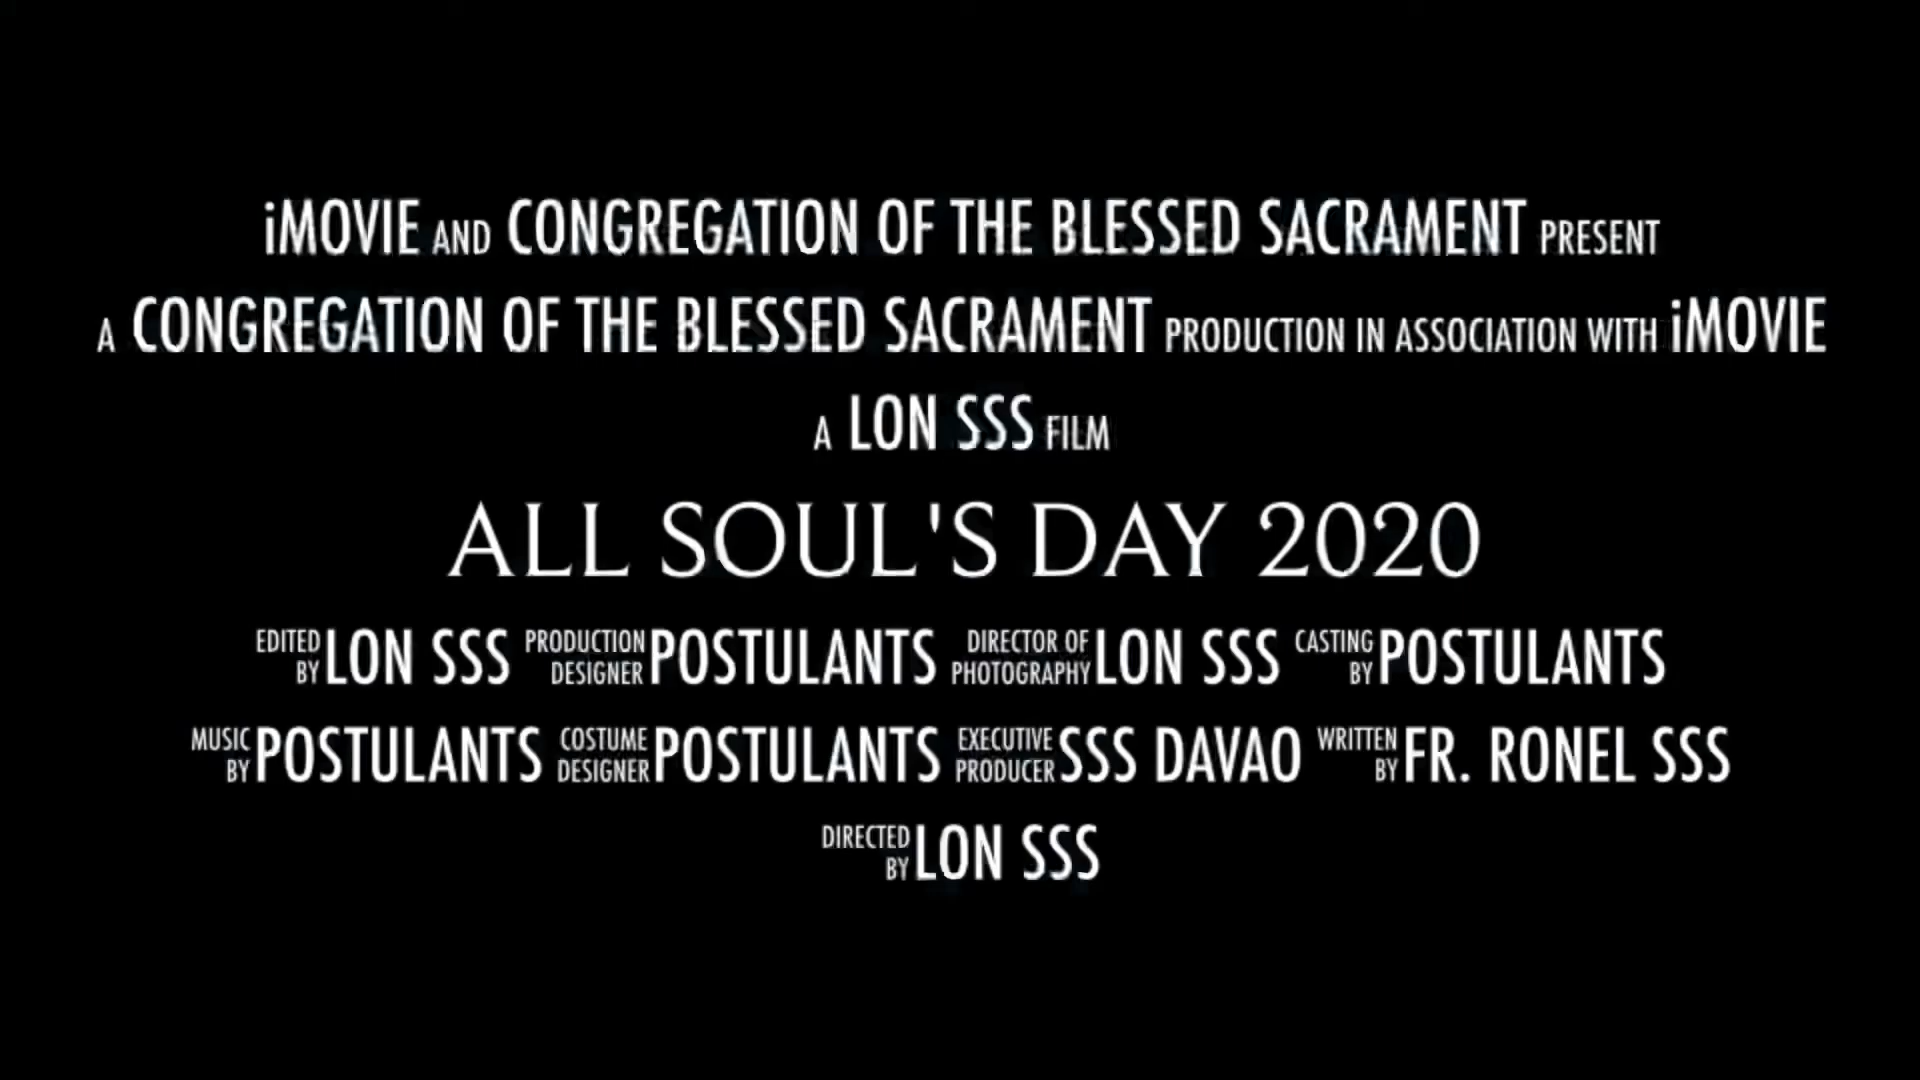 iMOVIE AND CONGREGATION OF THE BLESSED SACRAMENT PRESENT
A CONGREGATION OF THE BLESSED SACRAMENT PRODUCTION IN ASSOCIATION WITH iMOVIE
A LON SSS FILM
ALL SOUL'S DAY 2020
EDITED BY LON SSS PRODUCTION DESIGNER POSTULANTS DIRECTOR OF PHOTOGRAPHY LON SSS CASTING BY POSTULANTS
MUSIC BY POSTULANTS COSTUME DESIGNER POSTULANTS EXECUTIVE PRODUCER SSS DAVAO WRITTEN BY FR. RONEL SSS
DIRECTED BY LON SSS